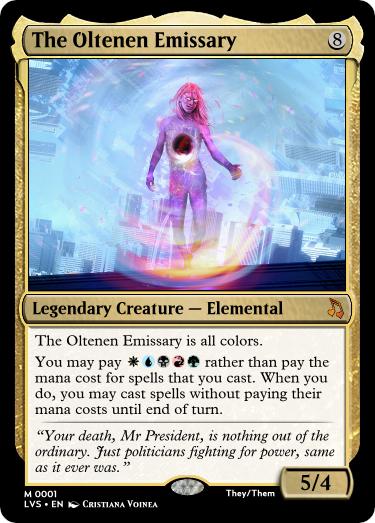 The Oltenen Emissary 8
Legendary Creature — Elemental
The Oltenen Emissary is all colors.
You may pay rather than pay the
mana cost for spells that you cast. When you
do, you may cast spells without paying their
mana costs until end of turn.
“Your death, Mr President, is nothing out of the
ordinary. Just politicians fighting for power, same
as it ever was.”
5/4
M 0001
LVS • EN Cristiana Voinea
They/Them